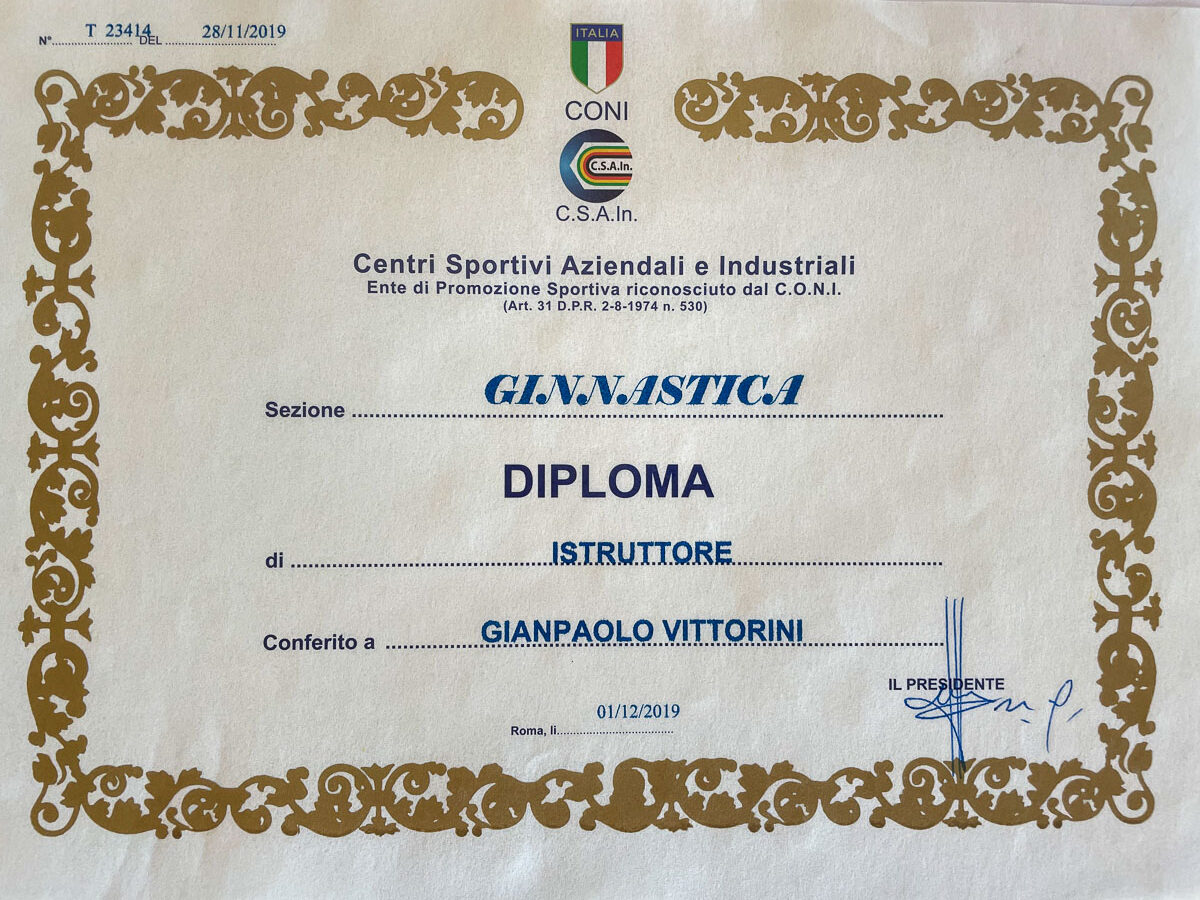 N°. T 23414 DEL 28/11/2019
ITALIA
CONI
C.S.A.In.
C.S.A.In.
Centri Sportivi Aziendali e Industriali
Ente di Promozione Sportiva riconosciuto dal C.O.N.I.
(Art. 31 D.P.R. 2-8-1974 n. 530)
Sezione GINNASTICA
DIPLOMA
di ISTRUTTORE
Conferito a GIANPAOLO VITTORINI
IL PRESIDENTE
Roma, li 01/12/2019